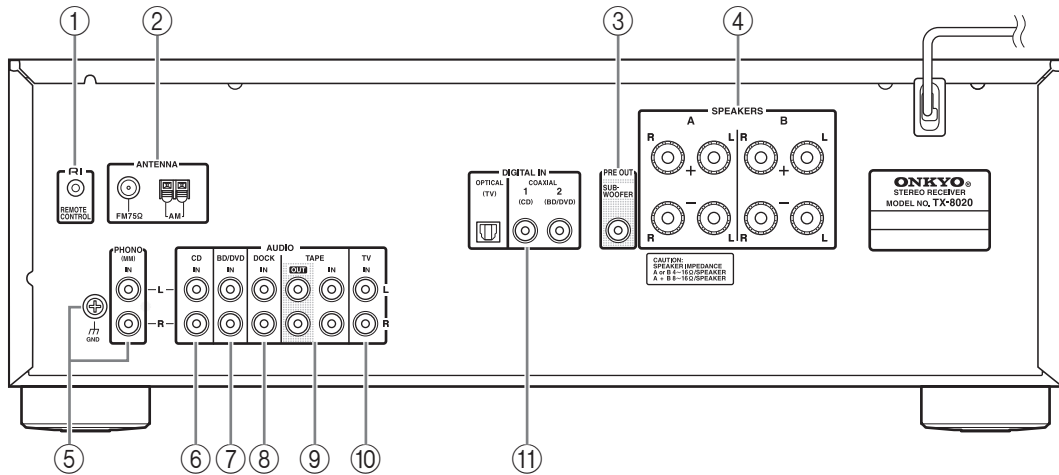 ① ② ③ ④
SPEAKERS
A B
R L R L
+ +
− −
R L R L
RI
REMOTE
CONTROL
ANTENNA
FM75Ω
AM
DIGITAL IN
OPTICAL
(TV)
COAXIAL
1 2
(CD) (BD/DVD)
PRE OUT
SUB-
WOOFER
ONKYO®
STEREO RECEIVER
MODEL NO. TX-8020
CAUTION:
SPEAKER IMPEDANCE
A or B 4~16Ω/SPEAKER
A + B 8~16Ω/SPEAKER
PHONO
(MM)
IN
GND
L
R
AUDIO
CD BD/DVD DOCK TAPE TV
IN IN IN OUT IN IN
L
R
⑤ ⑥ ⑦ ⑧ ⑨ ⑩ ⑪